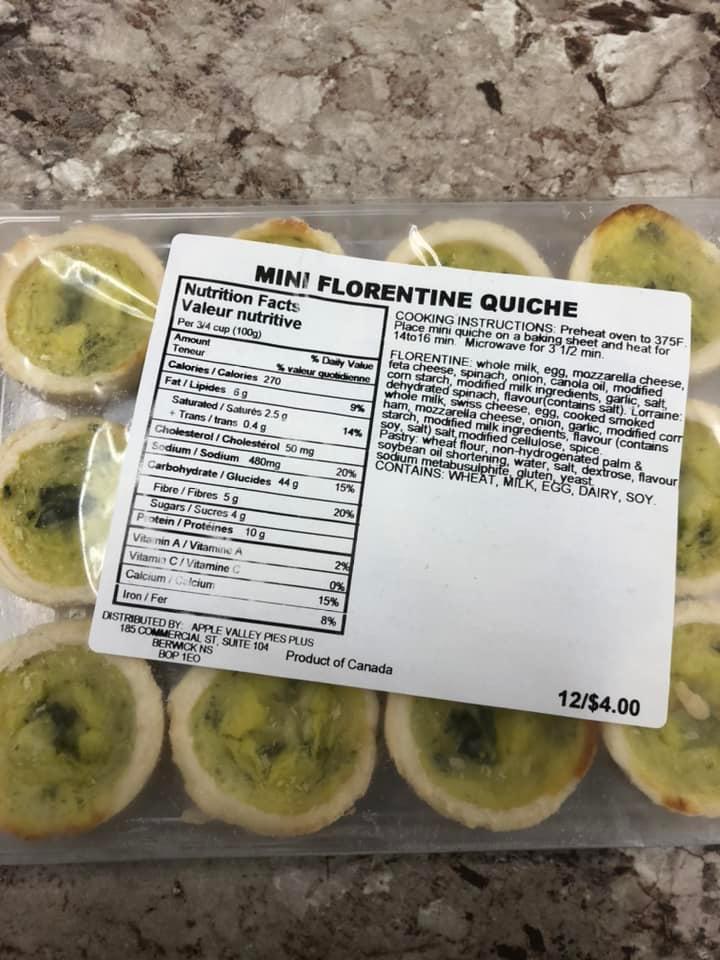 MINI FLORENTINE QUICHE
Nutrition Facts
Valeur nutritive
Per 3/4 cup (100g)
Amount % Daily Value
Teneur % valeur quotidienne
Calories / Calories 270
Fat / Lipides 6 g 9%
Saturated / Saturés 2.5 g
+ Trans / trans 0.4 g 14%
Cholesterol / Cholestérol 50 mg
Sodium / Sodium 480mg 20%
Carbohydrate / Glucides 44 g 15%
Fibre / Fibres 5 g 20%
Sugars / Sucres 4 g
Protein / Protéines 10 g
Vitamin A / Vitamine A 2%
Vitamin C / Vitamine C 0%
Calcium / Calcium 15%
Iron / Fer 8%
DISTRIBUTED BY: APPLE VALLEY PIES PLUS
185 COMMERCIAL ST, SUITE 104
BERWICK NS
BOP 1EO
Product of Canada
COOKING INSTRUCTIONS: Preheat oven to 375F.
Place mini quiche on a baking sheet and heat for
14to16 min. Microwave for 3 1/2 min.
FLORENTINE: whole milk, egg, mozzarella cheese,
feta cheese, spinach, onion, canola oil, modified
corn starch, modified milk ingredients, garlic, salt,
dehydrated spinach, flavour(contains salt). Lorraine:
whole milk, swiss cheese, egg, cooked smoked
ham, mozzarella cheese, onion, garlic, modified corn
starch, modified milk ingredients, flavour (contains
soy, salt) salt,modified cellulose, spice.
Pastry: wheat flour, non-hydrogenated palm &
soybean oil shortening, water, salt, dextrose, flavour
sodium metabusulphite, gluten, yeast.
CONTAINS: WHEAT, MILK, EGG, DAIRY, SOY.
12/$4.00